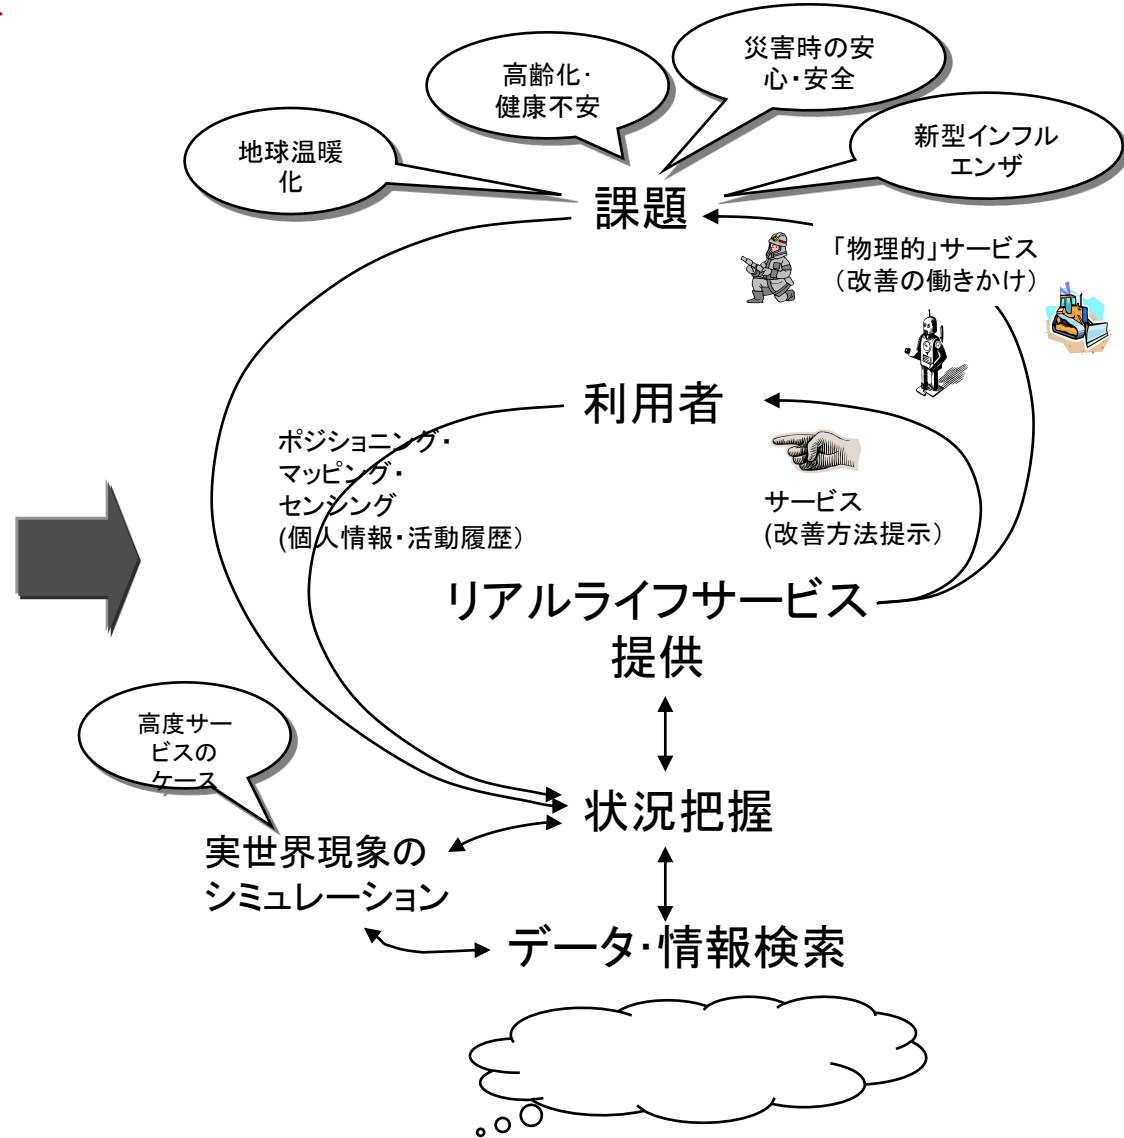 災害時の安
心・安全
高齢化・
健康不安
新型インフル
エンザ
地球温暖
化
課題
「物理的」サービス
（改善の働きかけ）
利用者
ポジショニング・
マッピング・
センシング
(個人情報・活動履歴）
サービス
(改善方法提示）
リアルライフサービス
提供
高度サー
ビスの
ケース
状況把握
実世界現象の
シミュレーション
データ・情報検索